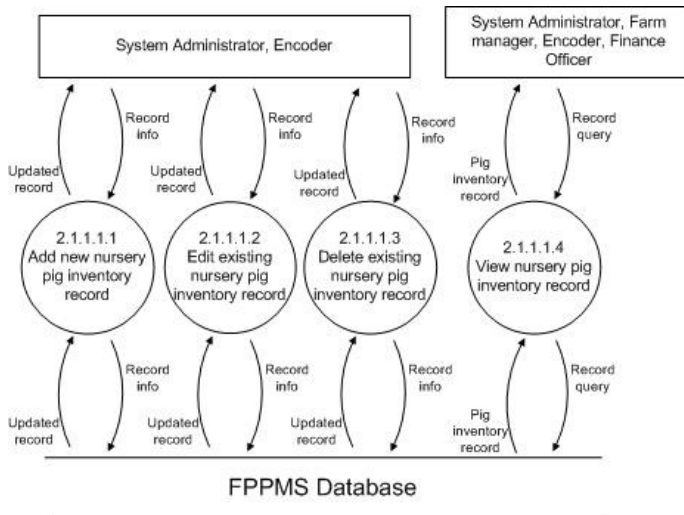 System Administrator, Encoder
System Administrator, Farm
manager, Encoder, Finance
Officer
Record
info
Updated
record
Record
info
Updated
record
Record
info
Updated
record
Record
query
Pig
inventory
record
2.1.1.1.1
Add new nursery
pig inventory
record
2.1.1.1.2
Edit existing
nursery pig
inventory record
2.1.1.1.3
Delete existing
nursery pig
inventory record
2.1.1.1.4
View nursery pig
inventory record
Record
info
Updated
record
Record
info
Updated
record
Record
info
Updated
record
Record
query
Pig
inventory
record
FPPMS Database